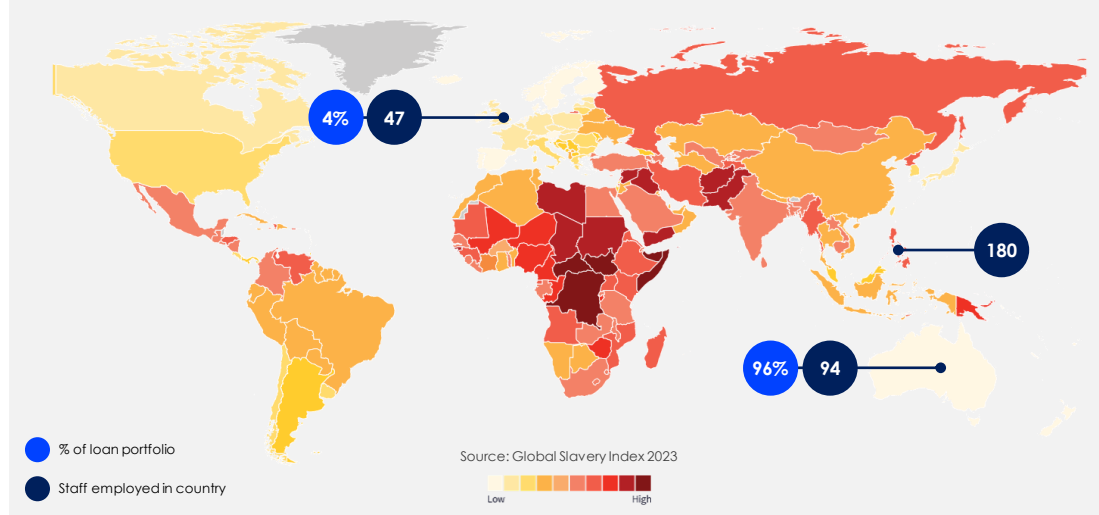 4% 47
180
96% 94
% of loan portfolio
Source: Global Slavery Index 2023
Staff employed in country
Low High